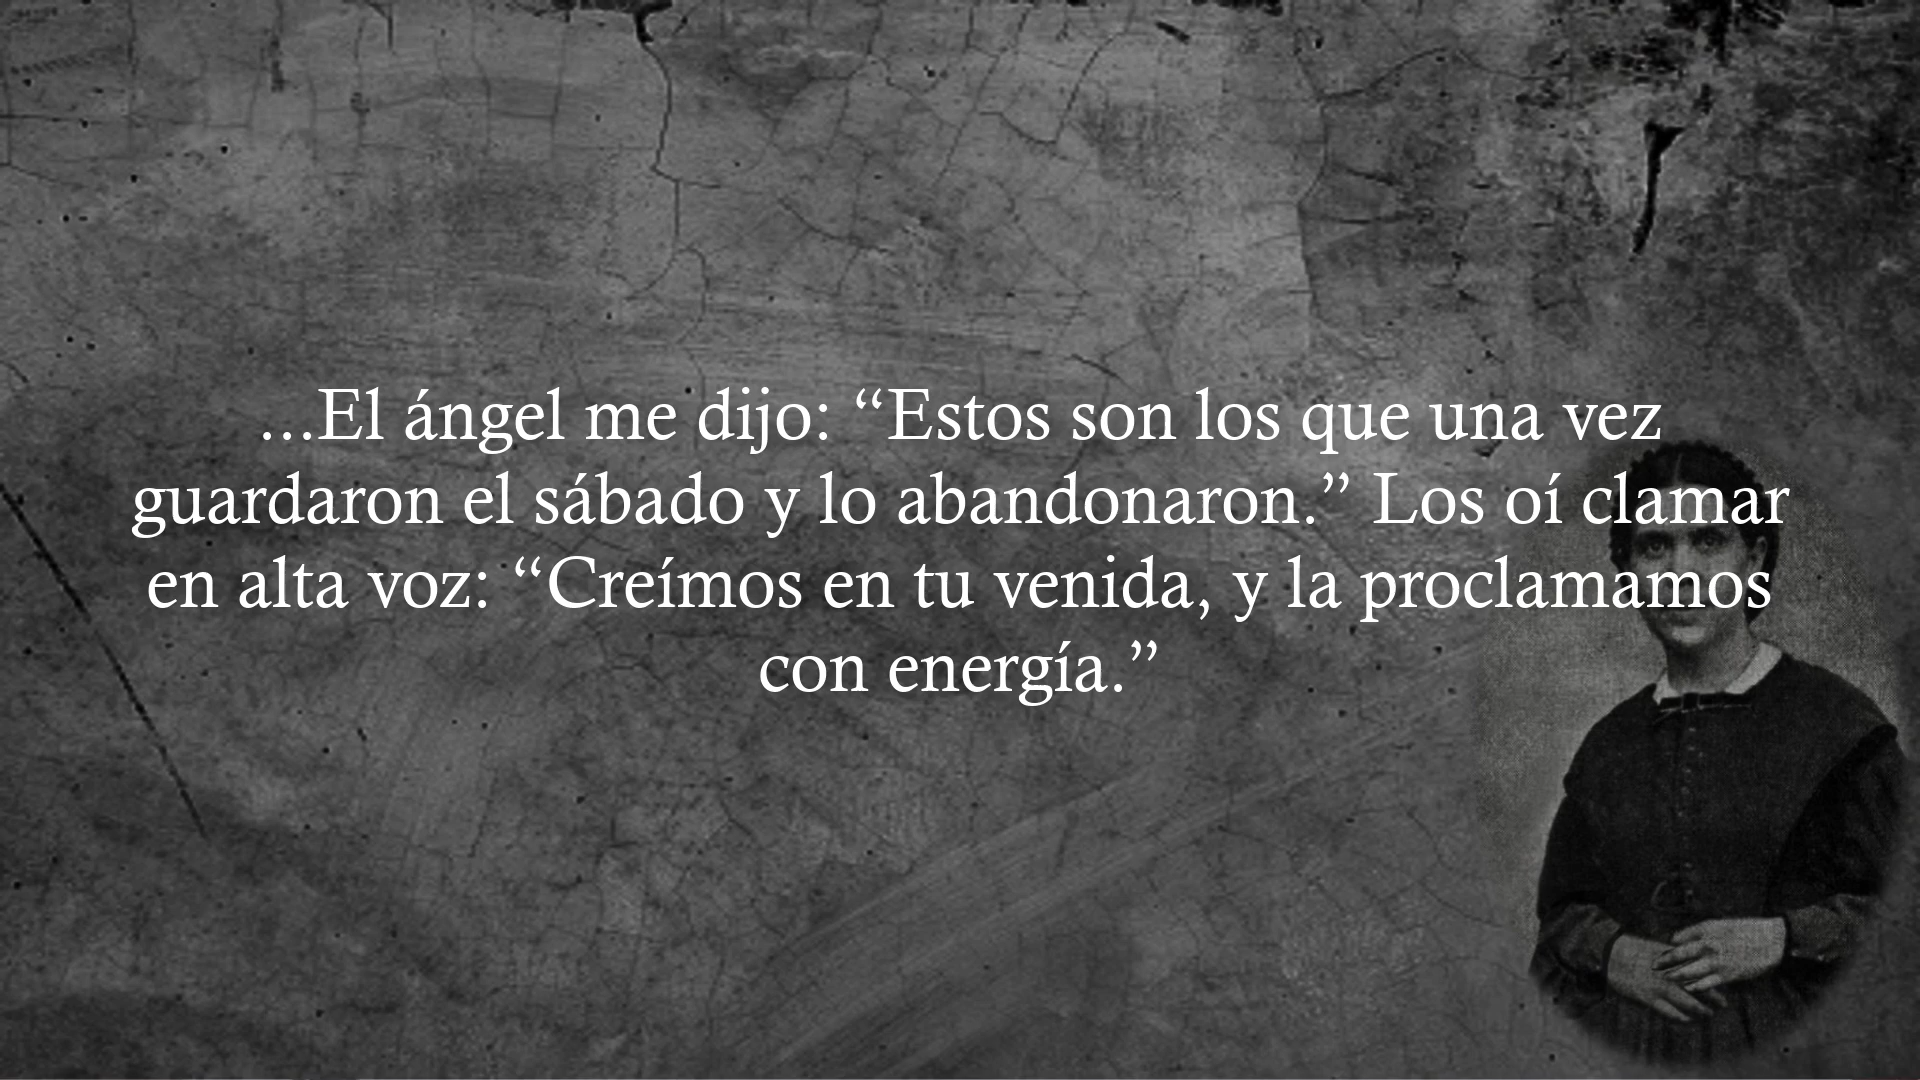 ...El ángel me dijo: “Estos son los que una vez
guardaron el sábado y lo abandonaron.” Los oí clamar
en alta voz: “Creímos en tu venida, y la proclamamos
con energía.”